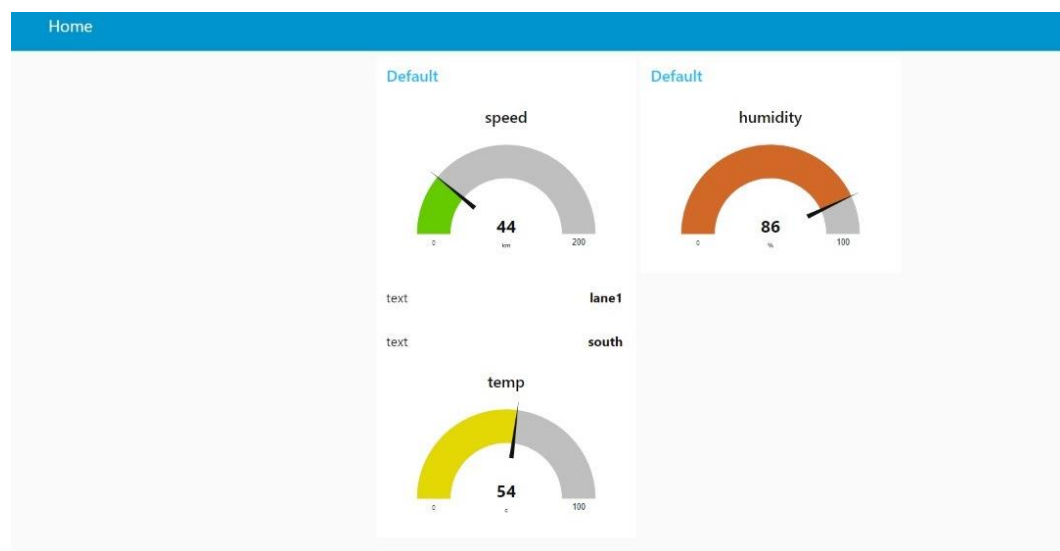 Home
Default
speed
44
0 km 200
text lane1
text south
temp
54
0 c 100
Default
humidity
86
0 % 100